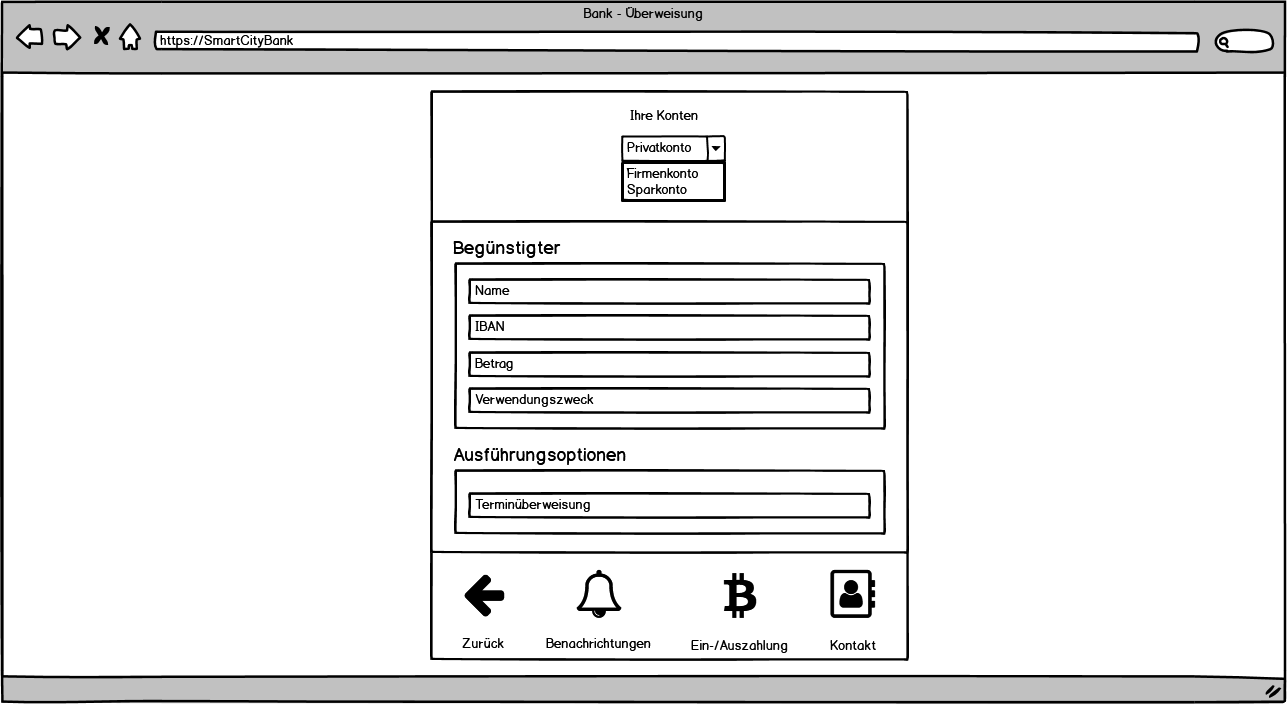 Bank - Überweisung
https://SmartCityBank
Ihre Konten
Privatkonto
Firmenkonto
Sparkonto
Begünstigter
Name
IBAN
Betrag
Verwendungszweck
Ausführungsoptionen
Terminüberweisung
Zurück
Benachrichtungen
Ein-/Auszahlung
Kontakt